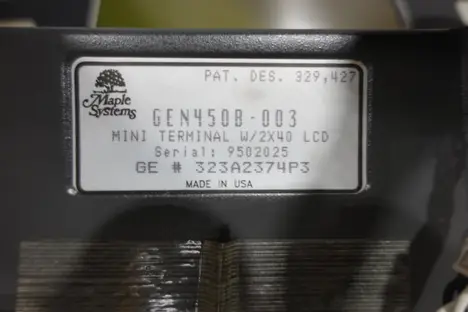 PAT. DES. 329,427
Maple
Systems
GEN450B-003
MINI TERMINAL W/2X40 LCD
Serial: 9502025
GE # 323A2374P3
MADE IN USA